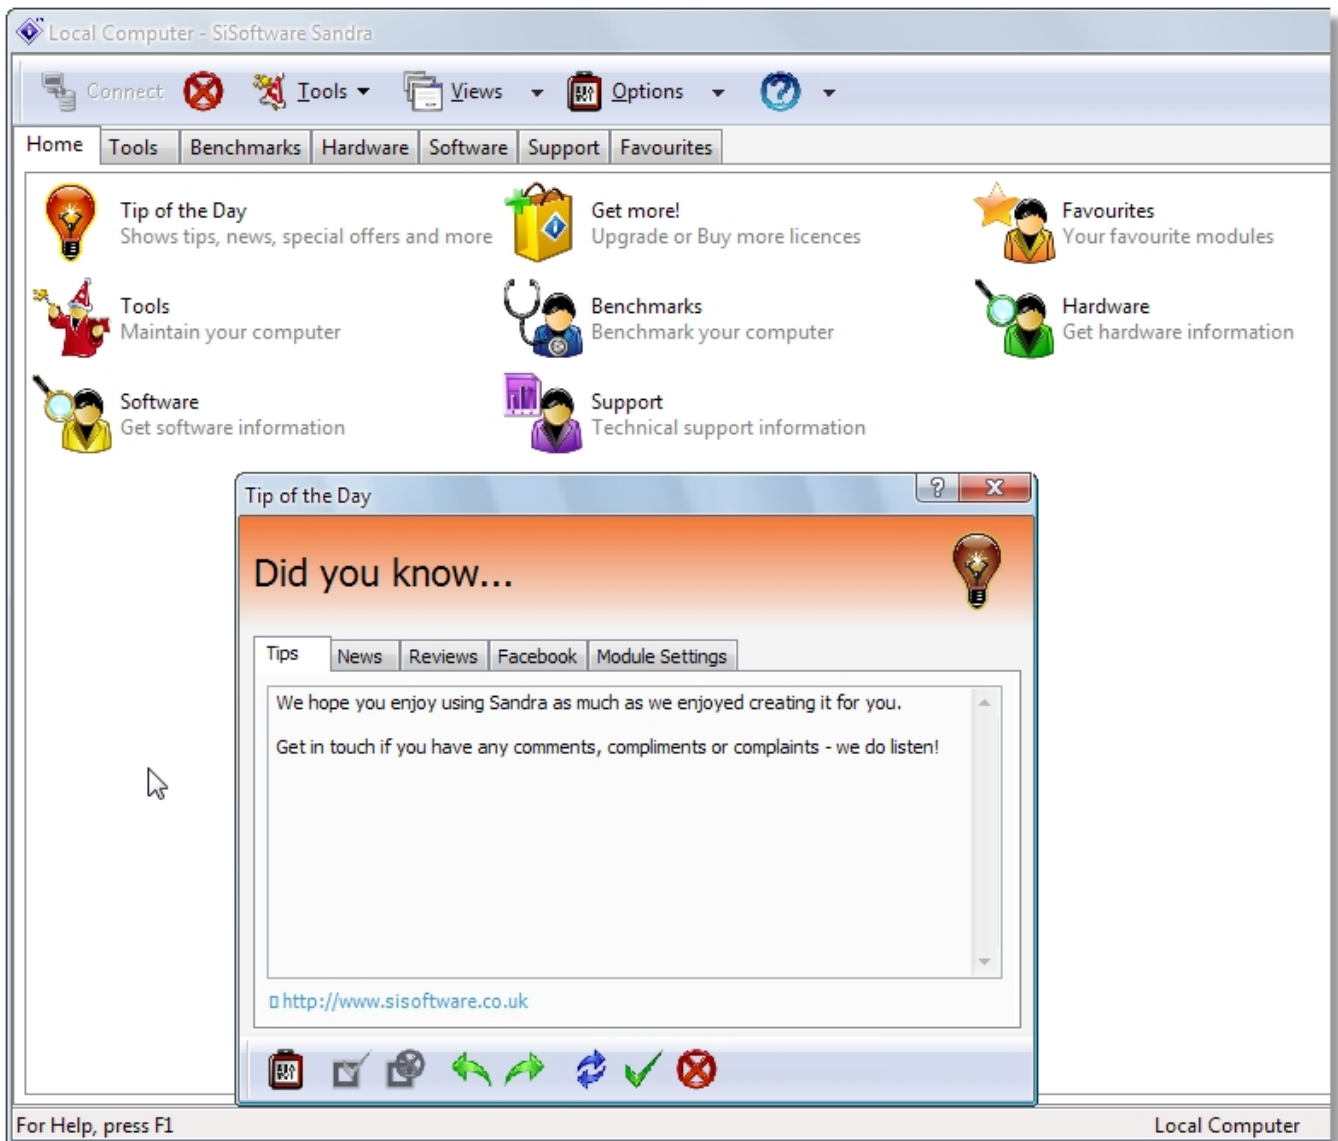 Local Computer - SiSoftware Sandra
Connect Tools Views Options
Home Tools Benchmarks Hardware Software Support Favourites
Tip of the Day
Shows tips, news, special offers and more
Get more!
Upgrade or Buy more licences
Favourites
Your favourite modules
Tools
Maintain your computer
Benchmarks
Benchmark your computer
Hardware
Get hardware information
Software
Get software information
Support
Technical support information
Tip of the Day
Did you know...
Tips News Reviews Facebook Module Settings
We hope you enjoy using Sandra as much as we enjoyed creating it for you.
Get in touch if you have any comments, compliments or complaints - we do listen!
http://www.sisoftware.co.uk
For Help, press F1
Local Computer